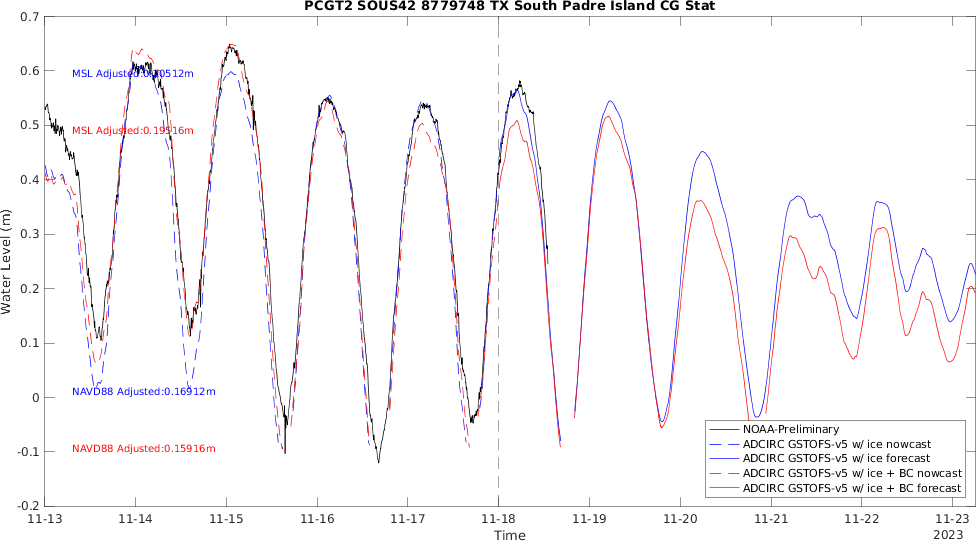 PCGT2 SOUS42 8779748 TX South Padre Island CG Stat
0.7
0.6
0.5
0.4
0.3
0.2
0.1
0
-0.1
-0.2
Water Level (m)
MSL Adjusted:0.
0512m
MSL Adjusted:0.19516m
NAVD88 Adjusted:0.16912m
NAVD88 Adjusted:0.15916m
NOAA-Preliminary
ADCIRC GSTOFS-v5 w/ ice nowcast
ADCIRC GSTOFS-v5 w/ ice forecast
ADCIRC GSTOFS-v5 w/ ice + BC nowcast
ADCIRC GSTOFS-v5 w/ ice + BC forecast
11-13
11-14
11-15
11-16
11-17
11-18
11-19
11-20
11-21
11-22
11-23
Time
2023